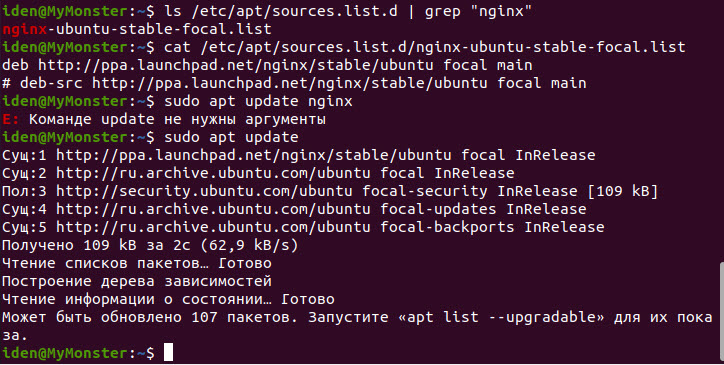 iden@MyMonster:~$ ls /etc/apt/sources.list.d | grep "nginx"
nginx-ubuntu-stable-focal.list
iden@MyMonster:~$ cat /etc/apt/sources.list.d/nginx-ubuntu-stable-focal.list
deb http://ppa.launchpad.net/nginx/stable/ubuntu focal main
# deb-src http://ppa.launchpad.net/nginx/stable/ubuntu focal main
iden@MyMonster:~$ sudo apt update nginx
E: Команде update не нужны аргументы
iden@MyMonster:~$ sudo apt update
Сущ:1 http://ppa.launchpad.net/nginx/stable/ubuntu focal InRelease
Сущ:2 http://ru.archive.ubuntu.com/ubuntu focal InRelease
Пол:3 http://security.ubuntu.com/ubuntu focal-security InRelease [109 kB]
Сущ:4 http://ru.archive.ubuntu.com/ubuntu focal-updates InRelease
Сущ:5 http://ru.archive.ubuntu.com/ubuntu focal-backports InRelease
Получено 109 kB за 2с (62,9 kB/s)
Чтение списков пакетов… Готово
Построение дерева зависимостей
Чтение информации о состоянии… Готово
Может быть обновлено 107 пакетов. Запустите «apt list --upgradable» для их пока
за.
iden@MyMonster:~$